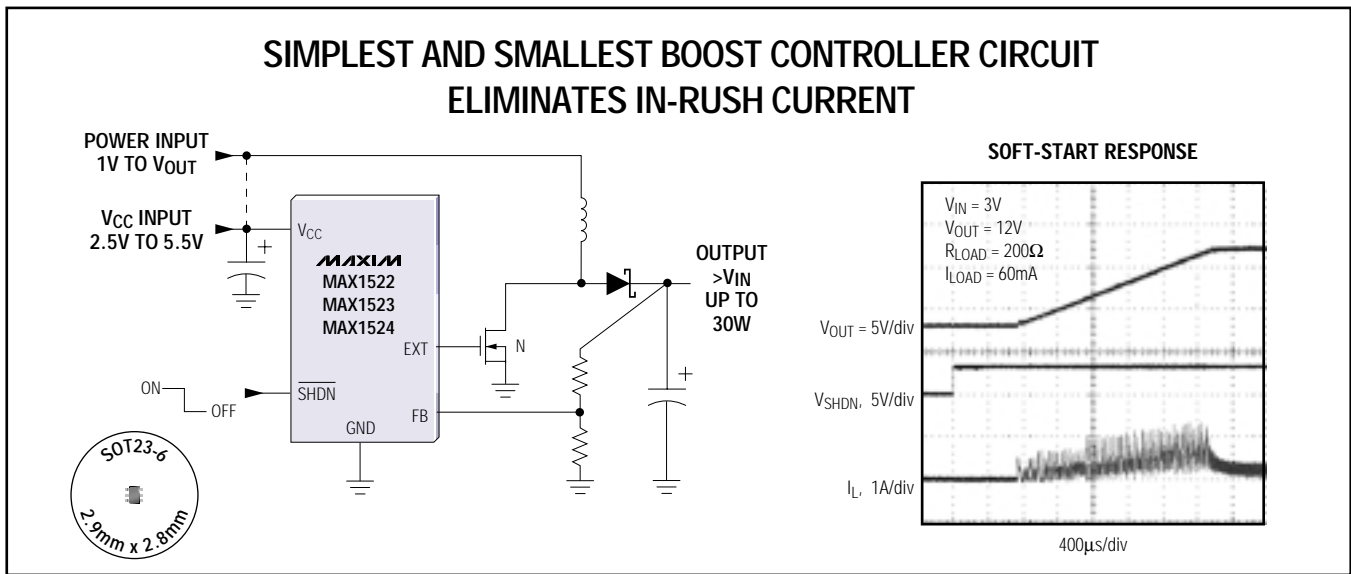 SIMPLEST AND SMALLEST BOOST CONTROLLER CIRCUIT
ELIMINATES IN-RUSH CURRENT
POWER INPUT
1V TO VOUT
VCC INPUT
2.5V TO 5.5V
+
VCC
MAXIM
MAX1522
MAX1523
MAX1524
EXT
N
SHDN
FB
GND
ON
OFF
OUTPUT
>VIN
UP TO
30W
+
SOT23-6
2.9mm x 2.8mm
SOFT-START RESPONSE
VIN = 3V
VOUT = 12V
RLOAD = 200Ω
ILOAD = 60mA
VOUT = 5V/div
VSHDN, 5V/div
IL, 1A/div
400µs/div